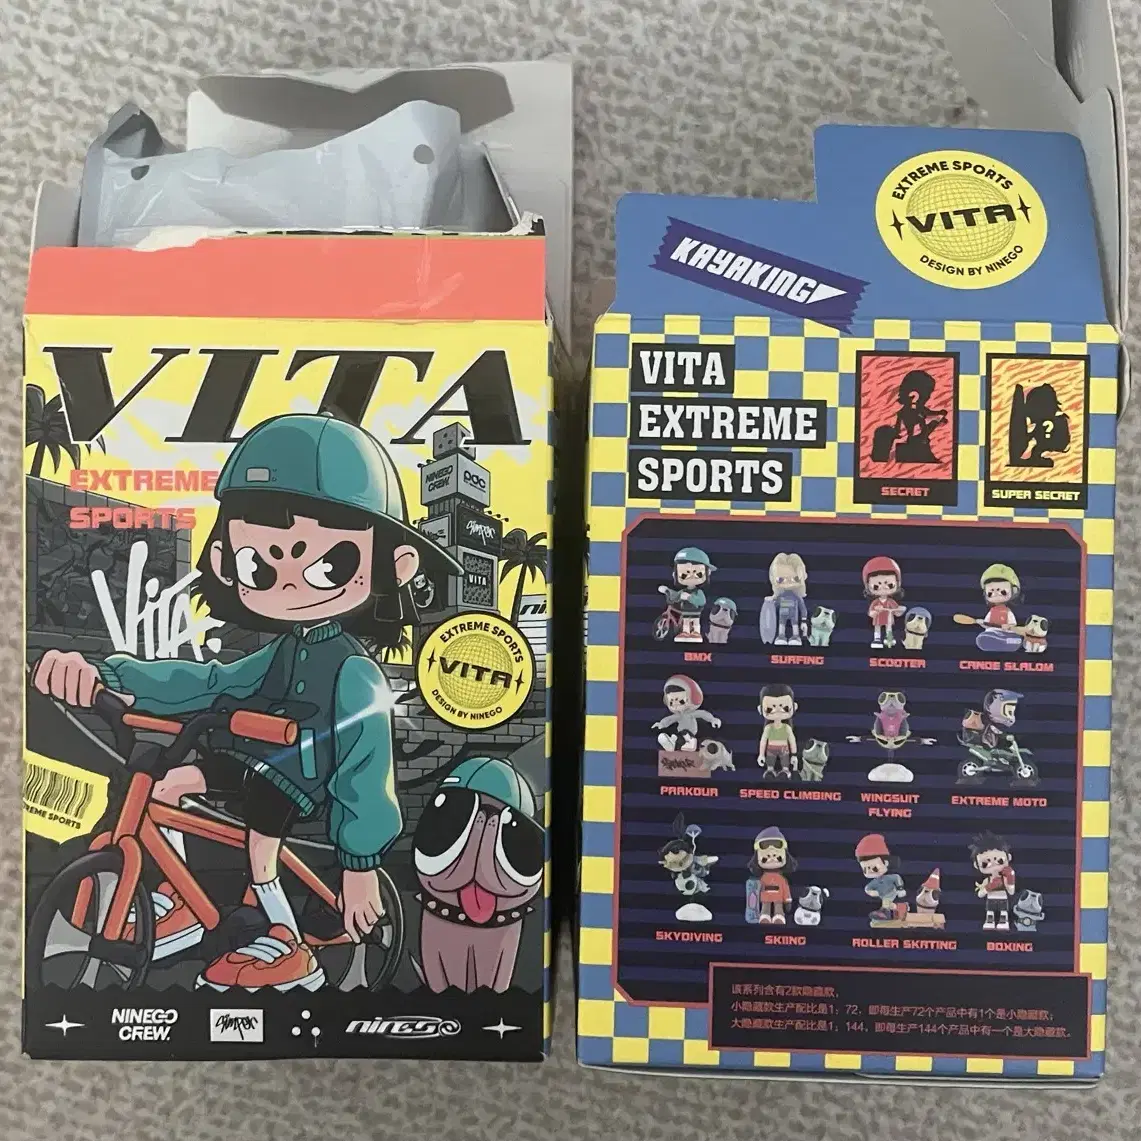 VITA
EXTREME
SPORTS
VITA.
NINEGO
CREW.
VITA
EXTREME SPORTS
VITA
DESIGN BY NINEGO
EXTREME SPORTS
NINEGO
CREW.
EXTREME SPORTS
VITA
DESIGN BY NINEGO
KAYAKING
VITA
EXTREME
SPORTS
SECRET
SUPER SECRET
BMX
SURFING
SCOOTER
CANOE SLALOM
PARKOUR
SPEED CLIMBING
WINGSUIT
FLYING
EXTREME MOTO
SKYDIVING
SKIING
ROLLER SKATING
BOXING
该系列含有2款隐藏款,
小隐藏款生产配比是1：72，即每生产72个产品中有1个是小隐藏款;
大隐藏款生产配比是1：144，即每生产144个产品中有一个是大隐藏款.